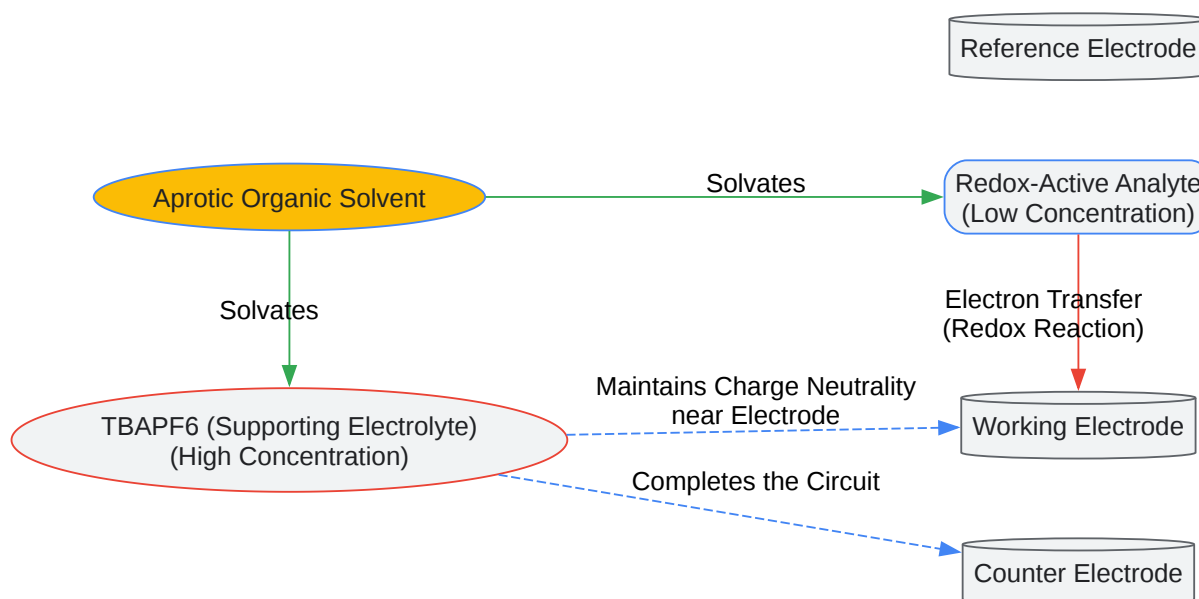 Reference Electrode
Aprotic Organic Solvent
Solvates
Redox-Active Analyte
(Low Concentration)
Solvates
Electron Transfer
(Redox Reaction)
TBAPF6 (Supporting Electrolyte)
(High Concentration)
Maintains Charge Neutrality
near Electrode
Working Electrode
Completes the Circuit
Counter Electrode